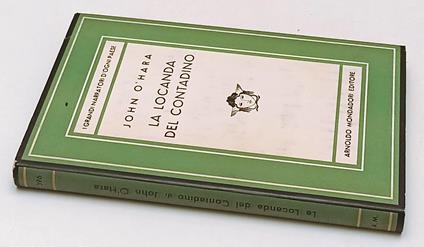 I GRANDI NARRATORI D'OGNI PAESE
JOHN O'HARA
LA LOCANDA
DEL CONTADINO
ARNOLDO MONDADORI EDITORE
La Locanda del Contadino di John O'Hara